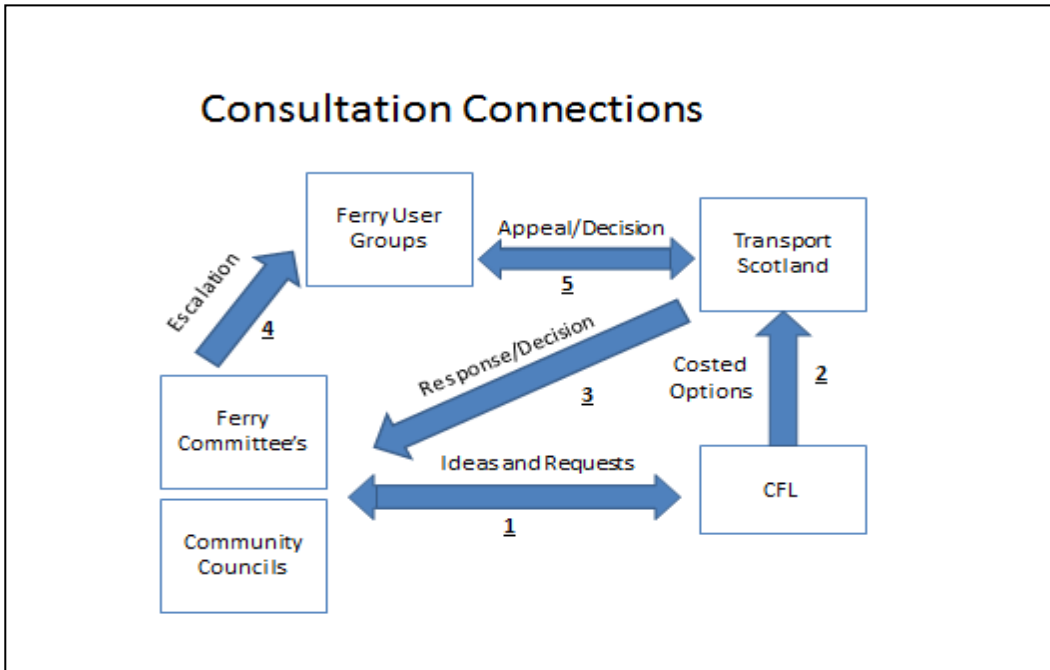 Consultation Connections
Ferry User
Groups
Appeal/Decision
5
Transport
Scotland
Escalation
4
Response/Decision
3
Costed
Options
2
Ferry
Committee's
Ideas and Requests
1
CFL
Community
Councils